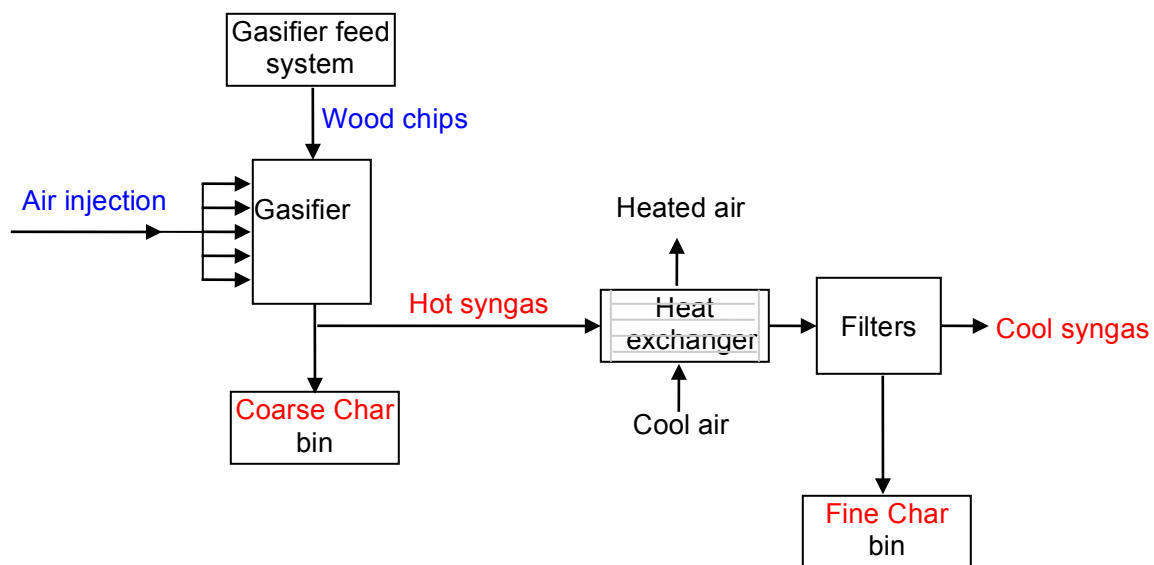 Gasifier feed
system
Wood chips
Air injection
Gasifier
Heated air
Hot syngas
Heat
exchanger
Filters
Cool syngas
Coarse Char
bin
Cool air
Fine Char
bin